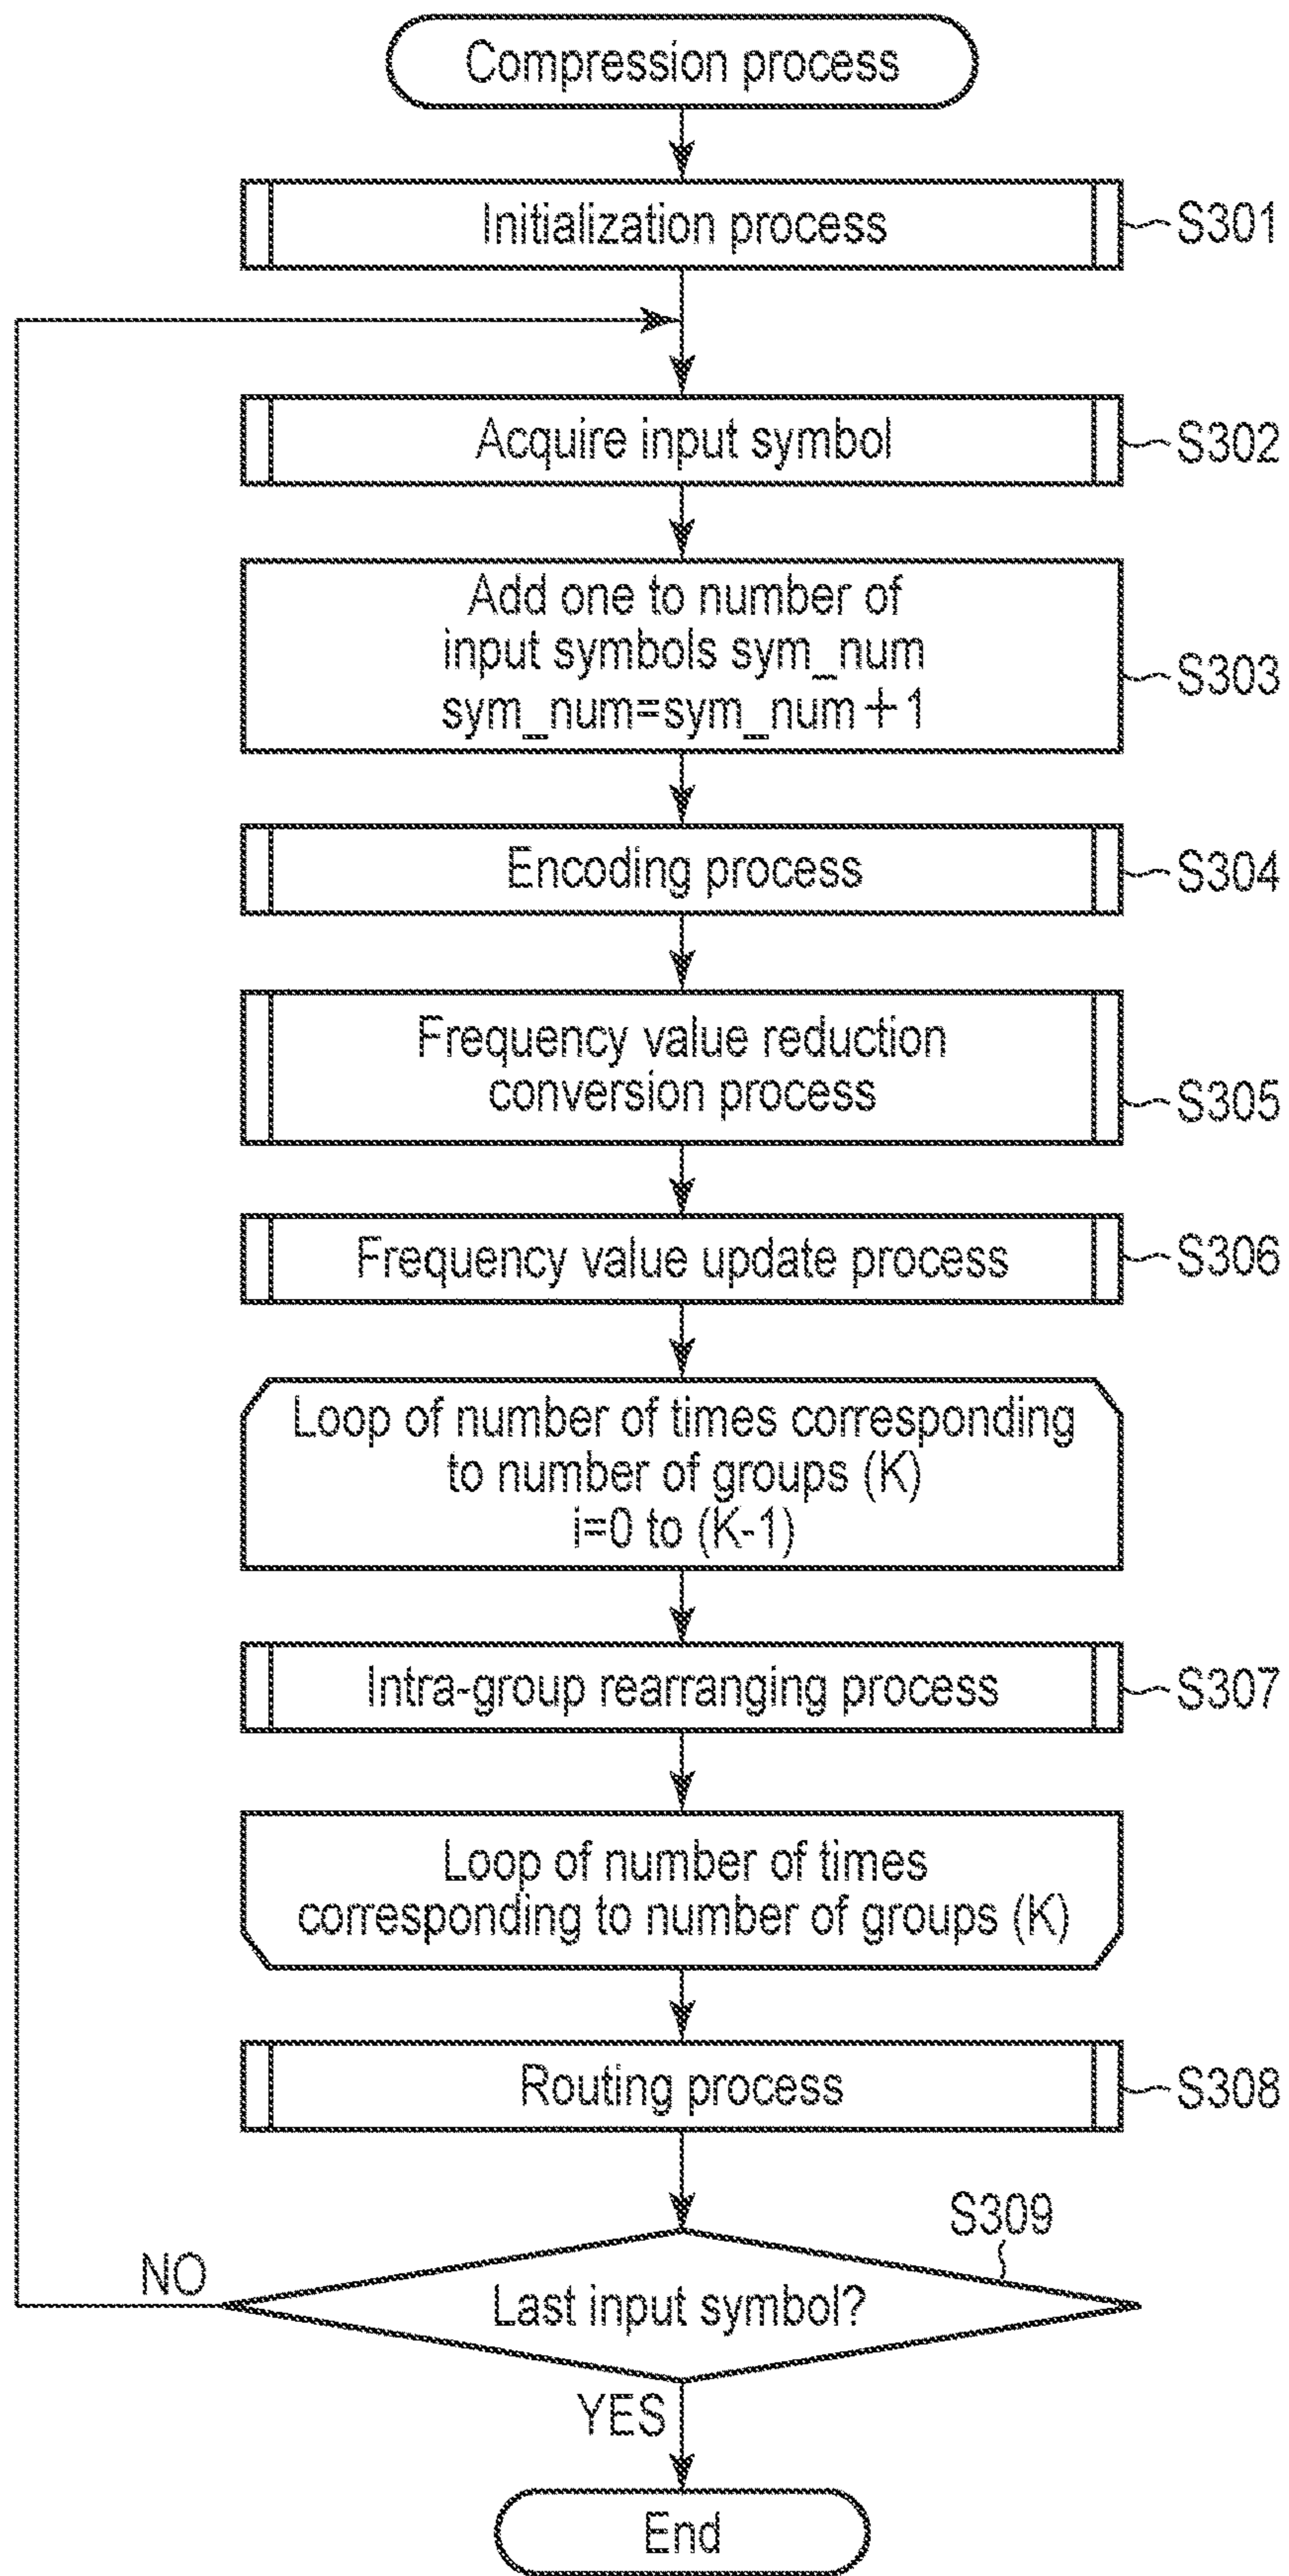 Compression process
Initialization process
S301
Acquire input symbol
S302
Add one to number of
input symbols sym_num
sym_num=sym_num+1
S303
Encoding process
S304
Frequency value reduction
conversion process
S305
Frequency value update process
S306
Loop of number of times corresponding
to number of groups (K)
i=0 to (K-1)
Intra-group rearranging process
S307
Loop of number of times
corresponding to number of groups (K)
Routing process
S308
S309
NO
Last input symbol?
YES
End